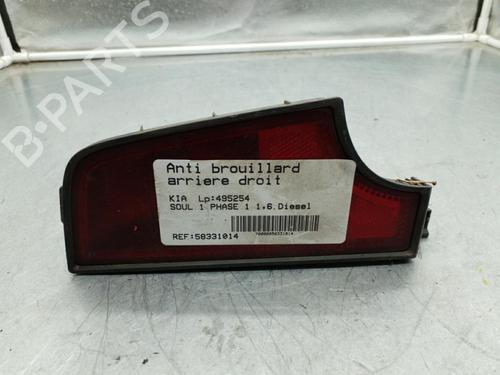 B-PARTS
Anti brouillard
arriere droit
KIA Lp:495254
SOUL 1 PHASE 1 1.6.Diesel
REF:58331014